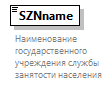 SZNname
Наименование
государственного
учреждения службы
занятости населения